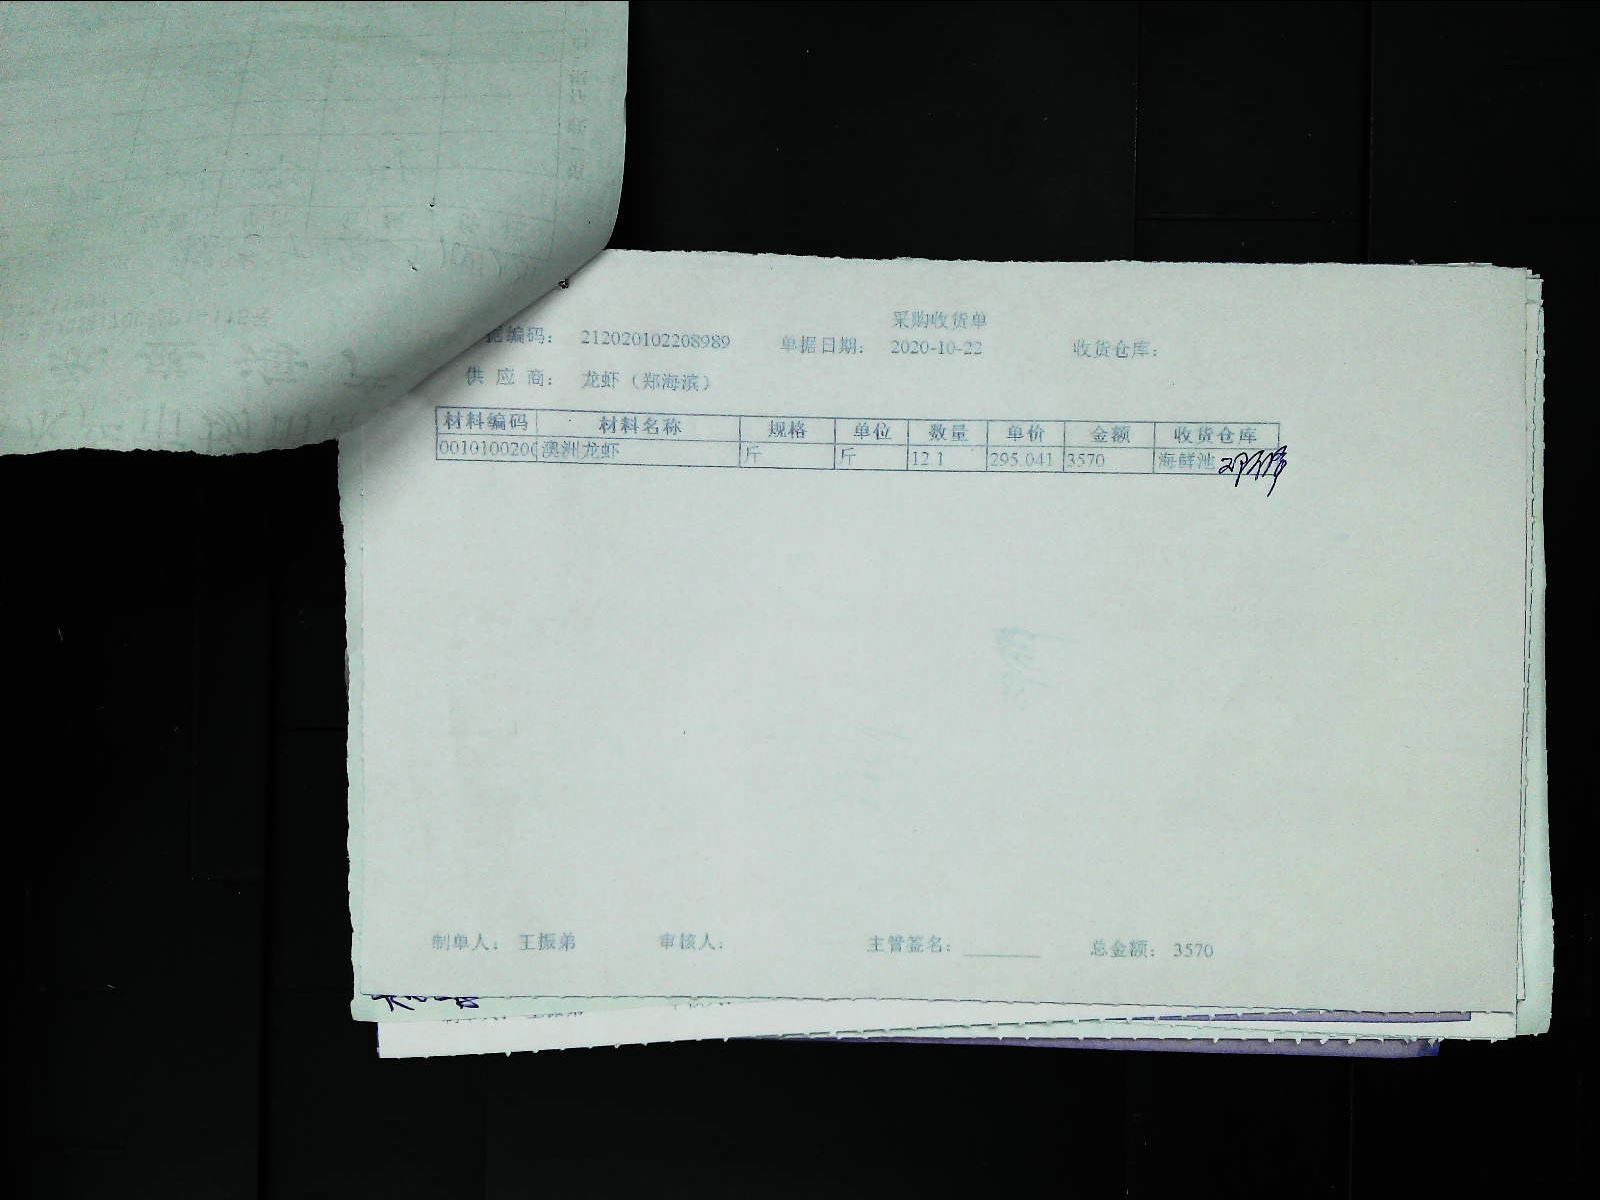 采购收货单
据编码： 212020102208989 单据日期： 2020-10-22 收货仓库：
供应商： 龙虾（郑海滨）
材料编码 材料名称 规格 单位 数量 单价 金额 收货仓库
0010100200 澳洲龙虾 斤 斤 12.1 295.041 3570 海鲜池
制单人： 王振弟 审核人： 主管签名： 总金额： 3570